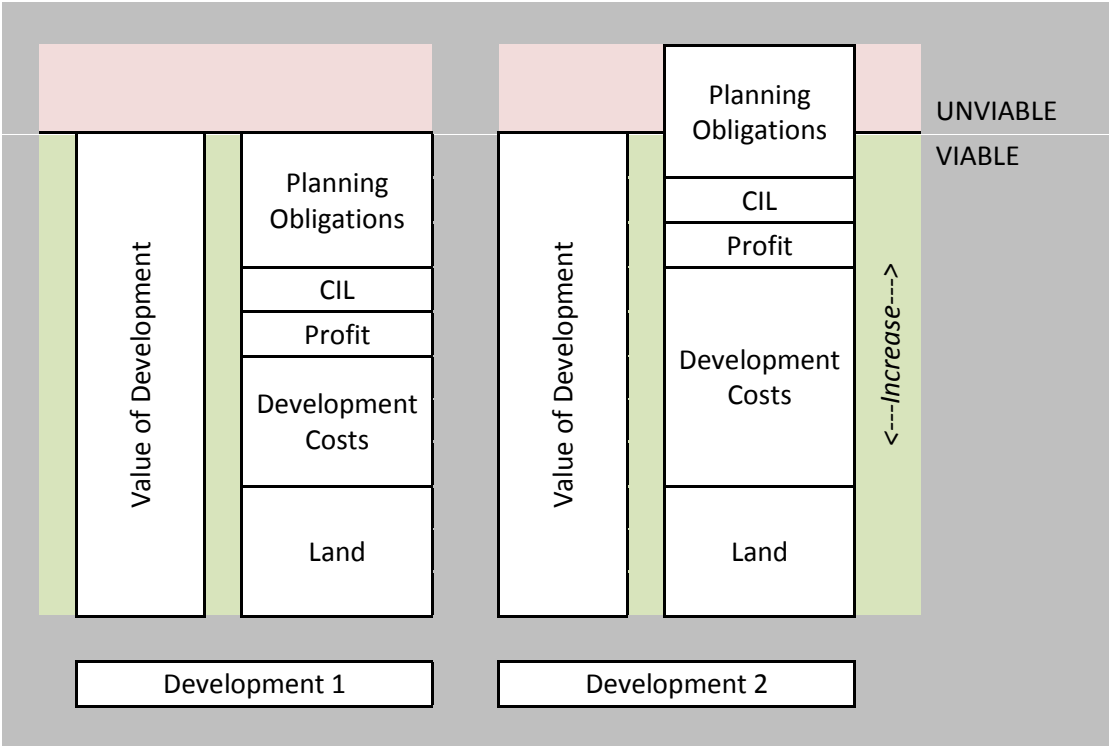 Value of Development
Planning
Obligations
CIL
Profit
Development
Costs
Land
Development 1
Value of Development
Planning
Obligations
CIL
Profit
Development
Costs
Land
Development 2
<---Increase--->
UNVIABLE
VIABLE